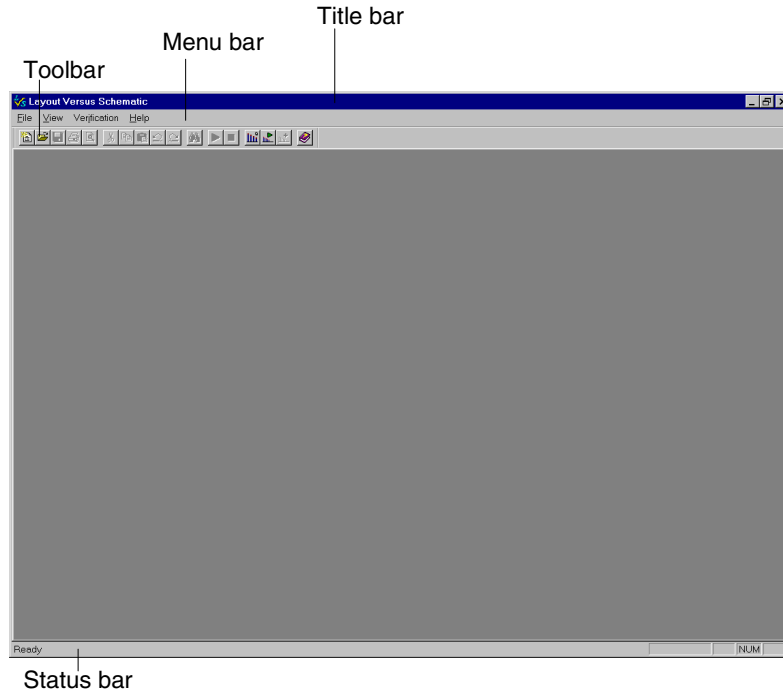 Title bar
Menu bar
Toolbar
Layout Versus Schematic
File View Verification Help
Ready NUM
Status bar